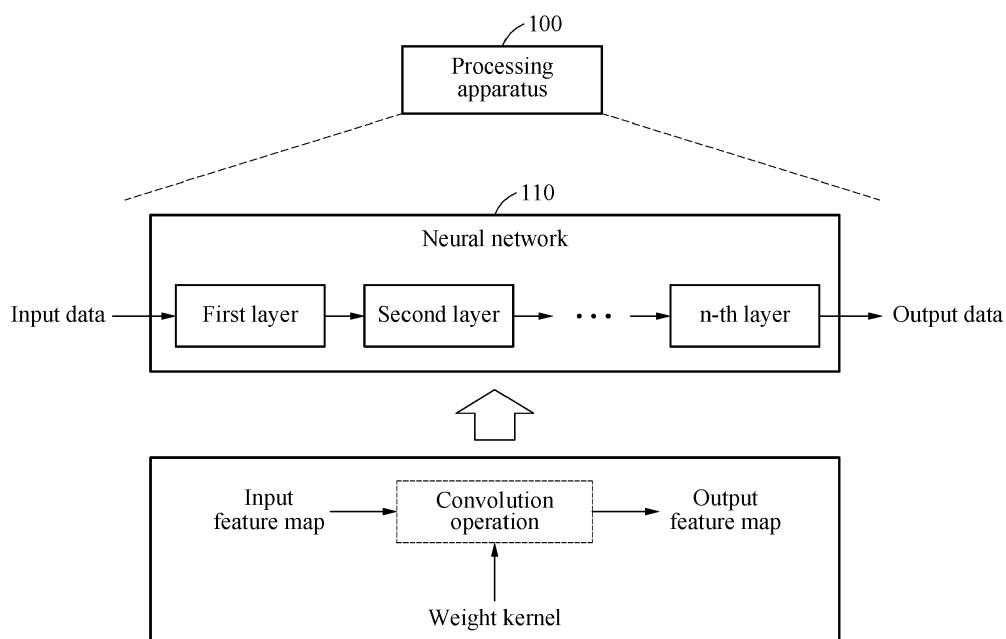 100
Processing
apparatus
110
Neural network
Input data
First layer
Second layer
...
n-th layer
Output data
Input
feature map
Convolution
operation
Output
feature map
Weight kernel